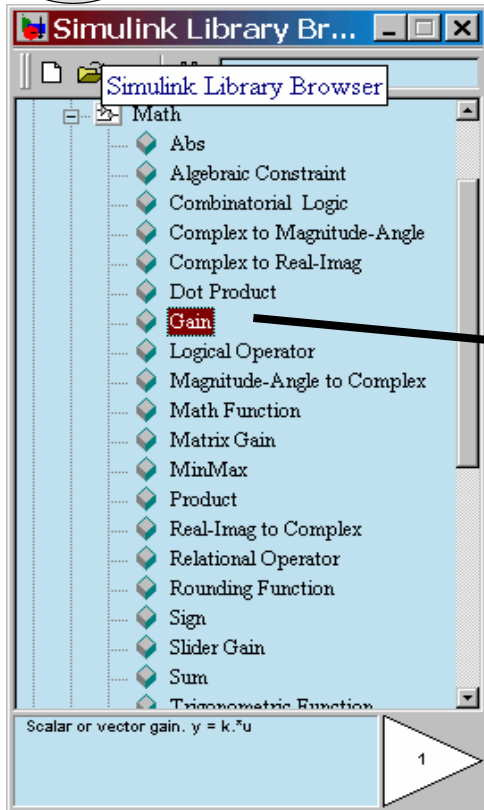 Simulink Library Br...
Simulink Library Browser
Math
Abs
Algebraic Constraint
Combinatorial Logic
Complex to Magnitude-Angle
Complex to Real-Imag
Dot Product
Gain
Logical Operator
Magnitude-Angle to Complex
Math Function
Matrix Gain
MinMax
Product
Real-Imag to Complex
Relational Operator
Rounding Function
Sign
Slider Gain
Sum
Trigonometric Function
Scalar or vector gain. y = k.*u
1